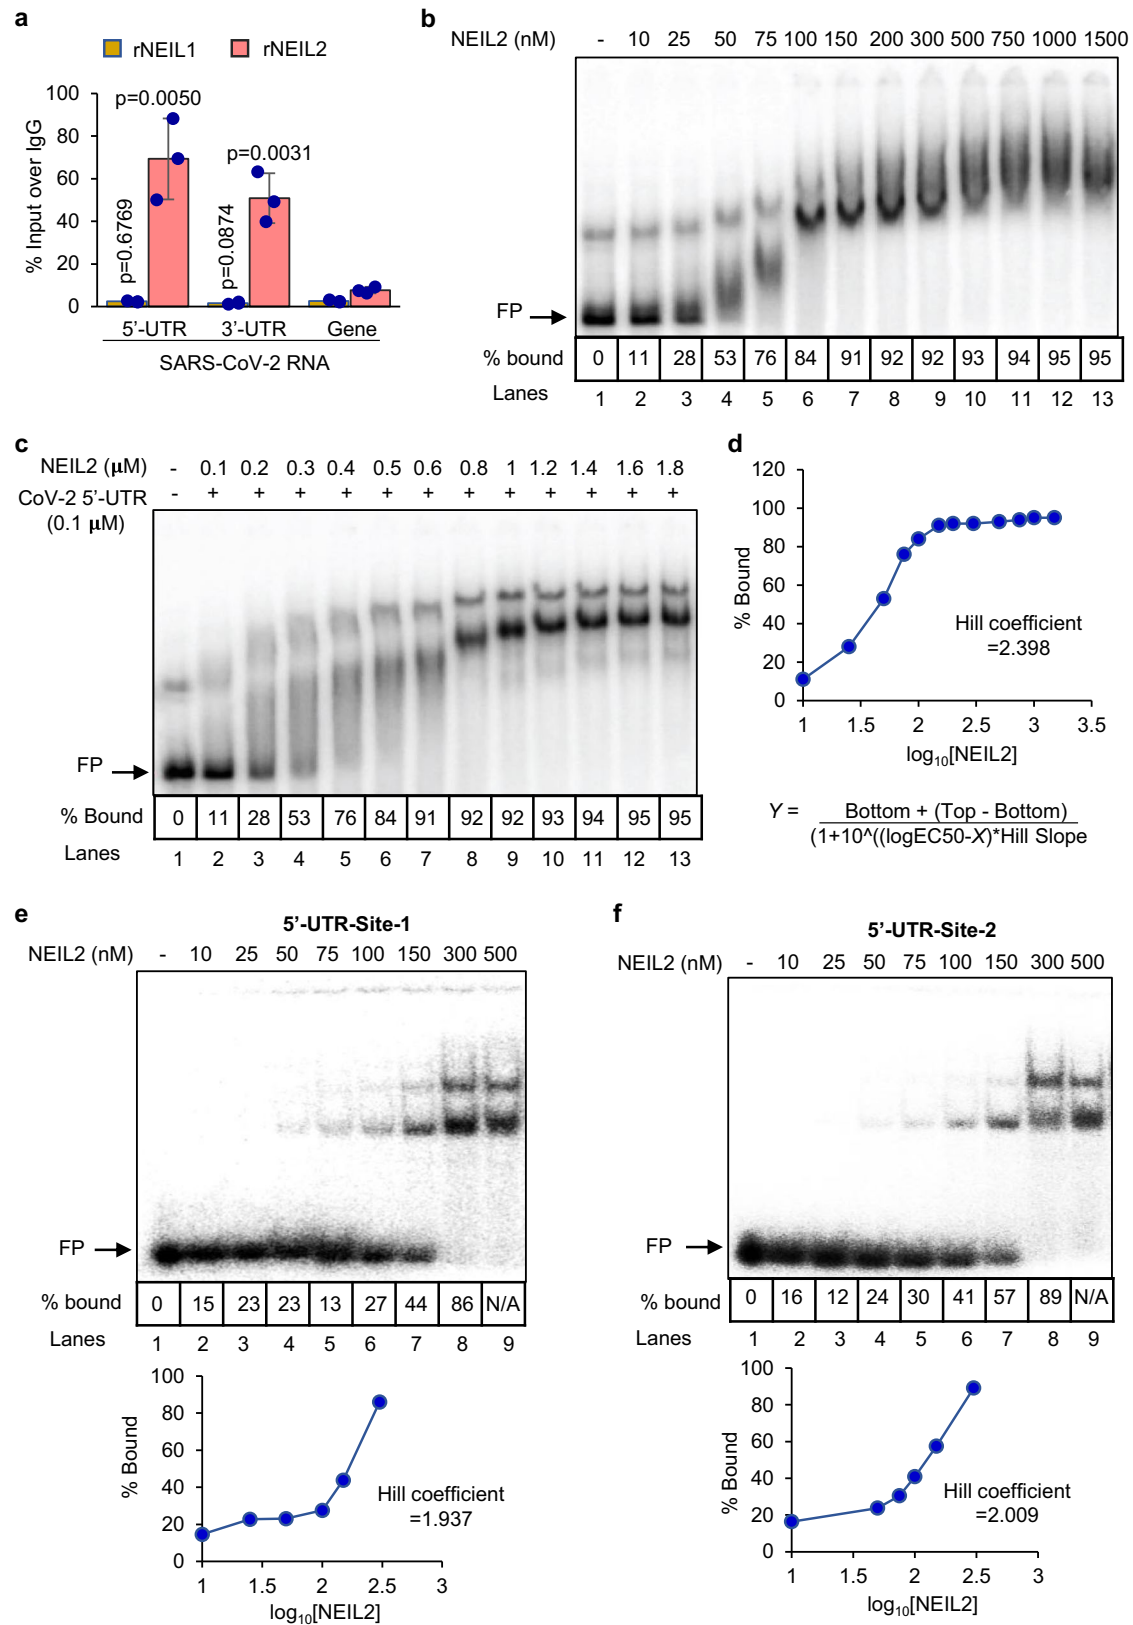 a
rNEIL1 rNEIL2
% Input over IgG
100
80
60
40
20
0
p=0.6769
p=0.0050
p=0.0874
p=0.0031
5’-UTR 3’-UTR Gene
SARS-CoV-2 RNA
b
NEIL2 (nM) - 10 25 50 75 100 150 200 300 500 750 1000 1500
FP
% bound 0 11 28 53 76 84 91 92 92 93 94 95 95
Lanes 1 2 3 4 5 6 7 8 9 10 11 12 13
c
NEIL2 (μM) - 0.1 0.2 0.3 0.4 0.5 0.6 0.8 1 1.2 1.4 1.6 1.8
CoV-2 5’-UTR - + + + + + + + + + + + +
(0.1 μM)
FP
% Bound 0 11 28 53 76 84 91 92 92 93 94 95 95
Lanes 1 2 3 4 5 6 7 8 9 10 11 12 13
d
% Bound
120
100
80
60
40
20
0
Hill coefficient
=2.398
1 1.5 2 2.5 3 3.5
log10[NEIL2]
Y = Bottom + (Top - Bottom)
(1+10^((logEC50-X)*Hill Slope
e
5’-UTR-Site-1
NEIL2 (nM) - 10 25 50 75 100 150 300 500
FP
% bound 0 15 23 23 13 27 44 86 N/A
Lanes 1 2 3 4 5 6 7 8 9
% Bound
100
80
60
40
20
0
Hill coefficient
=1.937
1 1.5 2 2.5 3
log10[NEIL2]
f
5’-UTR-Site-2
NEIL2 (nM) - 10 25 50 75 100 150 300 500
FP
% bound 0 16 12 24 30 41 57 89 N/A
Lanes 1 2 3 4 5 6 7 8 9
% Bound
100
80
60
40
20
0
Hill coefficient
=2.009
1 1.5 2 2.5 3
log10[NEIL2]